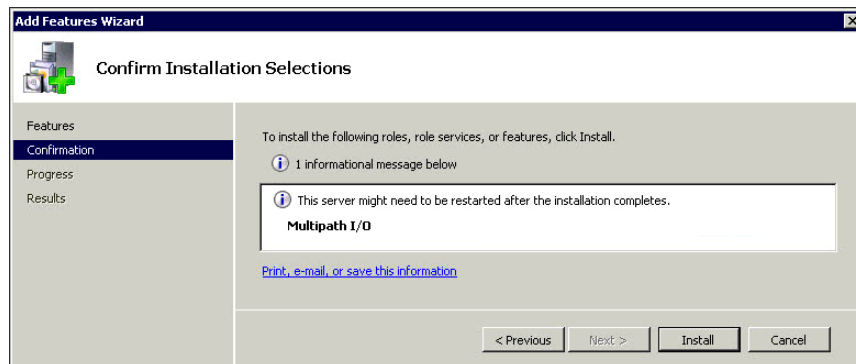 Add Features Wizard
Confirm Installation Selections
Features
Confirmation
Progress
Results
To install the following roles, role services, or features, click Install.
1 informational message below
This server might need to be restarted after the installation completes.
Multipath I/O
Print, e-mail, or save this information
< Previous
Next >
Install
Cancel